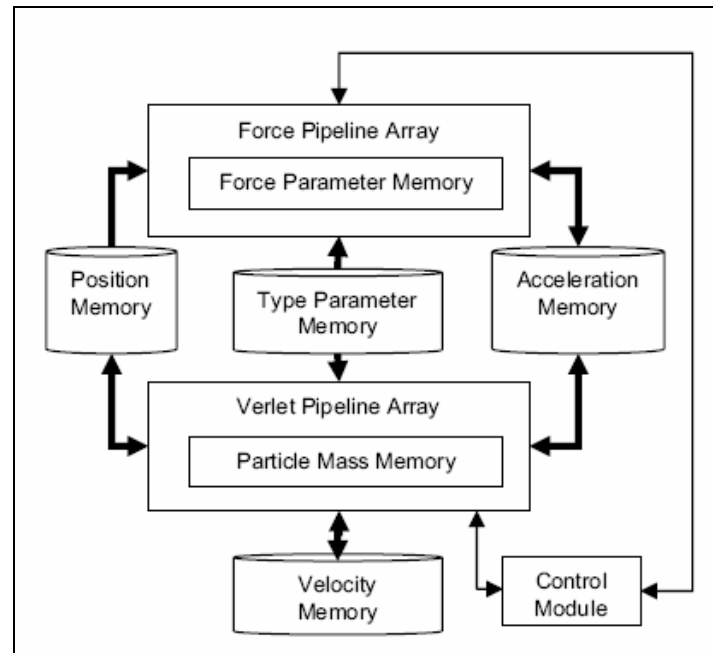 Force Pipeline Array
Force Parameter Memory
Position
Memory
Type Parameter
Memory
Acceleration
Memory
Verlet Pipeline Array
Particle Mass Memory
Velocity
Memory
Control
Module